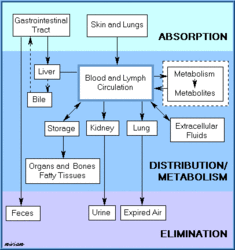 Gastrointestinal
Tract
Skin and Lungs
ABSORPTION
Liver
Bile
Blood and Lymph
Circulation
Metabolism
Metabolites
Storage
Kidney
Lung
Extracellular
Fluids
Organs and Bones
Fatty Tissues
DISTRIBUTION/
METABOLISM
Feces
Urine
Expired Air
ELIMINATION